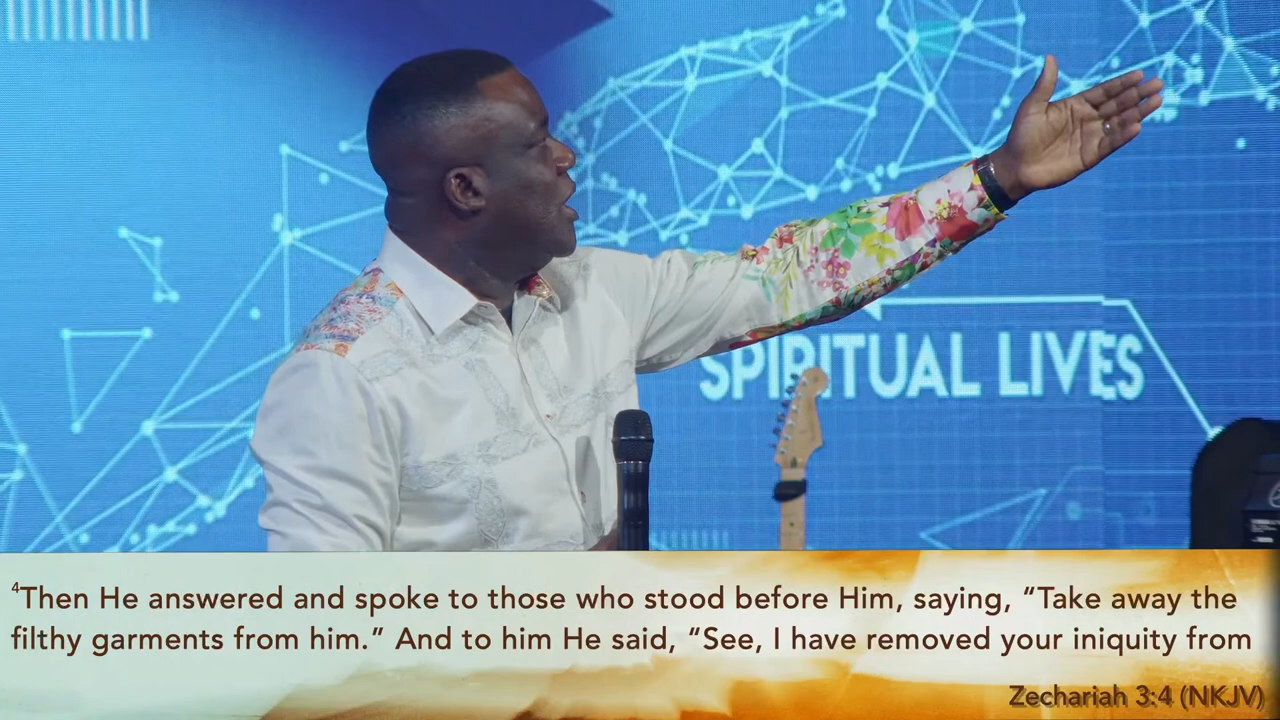 SPIRITUAL LIVES
⁴Then He answered and spoke to those who stood before Him, saying, “Take away the
filthy garments from him.” And to him He said, “See, I have removed your iniquity from
Zechariah 3:4 (NKJV)